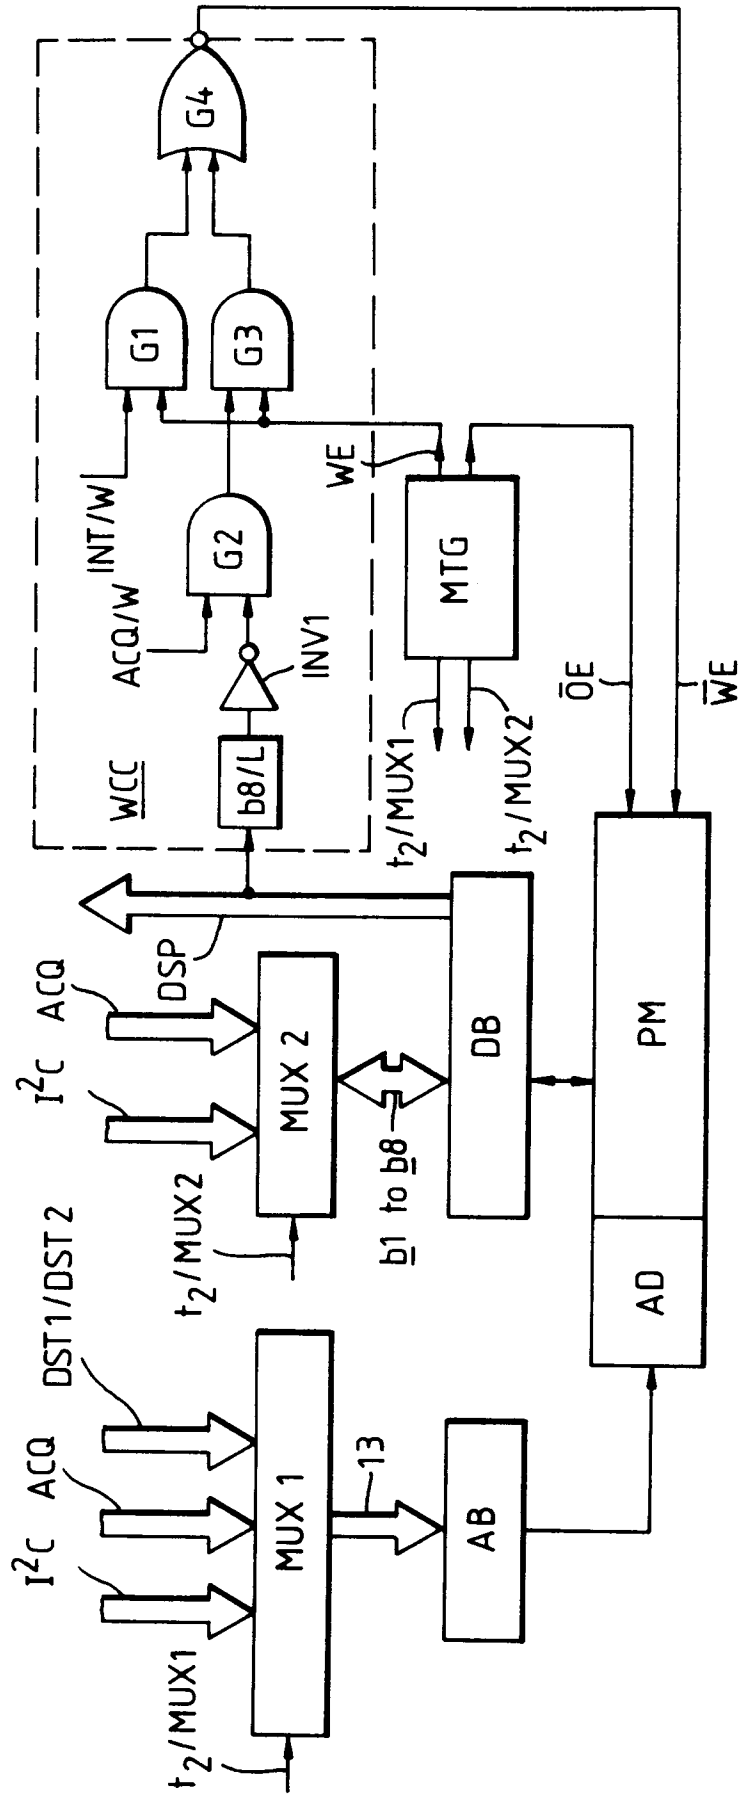 I²C
ACQ
DST1/DST2
t₂/MUX1
MUX 1
13
AB
AD
PM
I²C
ACQ
t₂/MUX2
MUX 2
b1 to b8
DB
DSP
WCC
b8/L
INV1
ACQ/W
G2
INT/W
G1
G3
G4
WE
MTG
t₂/MUX1
t₂/MUX2
O̅E
W̅E